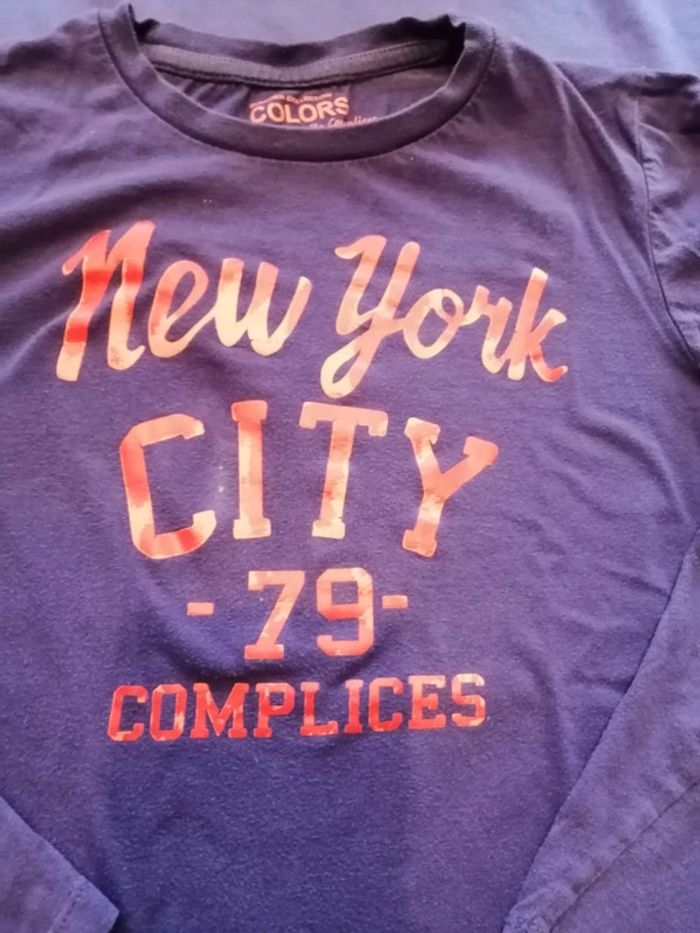 COLORS
New York
CITY
- 79 -
COMPLICES